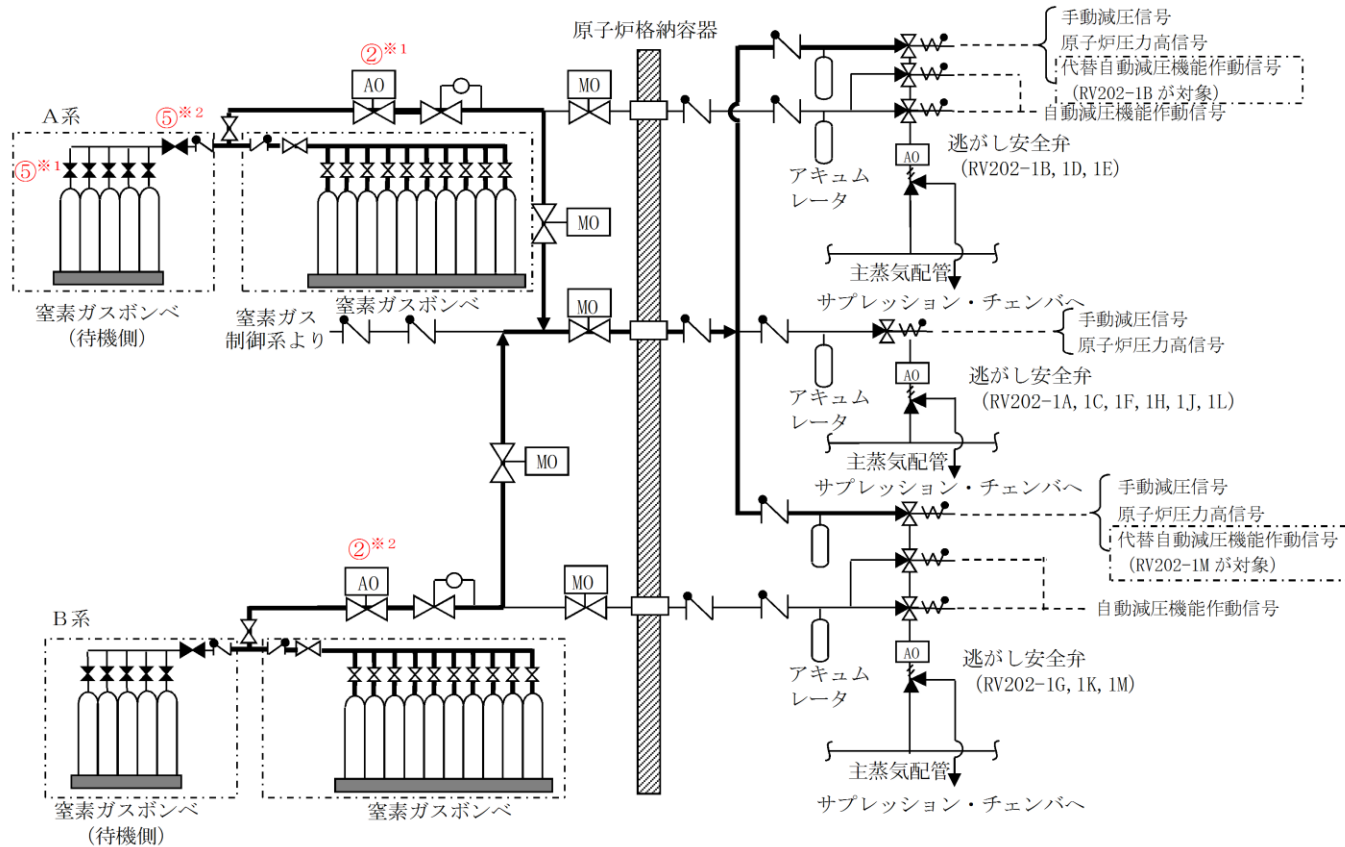 原子炉格納容器
手動減圧信号
原子炉圧力高信号
代替自動減圧機能作動信号
(RV202-1Bが対象)
自動減圧機能作動信号
②※1
AO
MO
A系
⑤※2
⑤※1
MO
アキュム
レータ
AO
逃がし安全弁
(RV202-1B, 1D, 1E)
主蒸気配管
サプレッション・チェンバへ
窒素ガスボンベ
(待機側)
窒素ガスボンベ
窒素ガス
制御系より
MO
手動減圧信号
原子炉圧力高信号
アキュム
レータ
AO
逃がし安全弁
(RV202-1A, 1C, 1F, 1H, 1J, 1L)
主蒸気配管
サプレッション・チェンバへ
MO
手動減圧信号
原子炉圧力高信号
代替自動減圧機能作動信号
(RV202-1Mが対象)
自動減圧機能作動信号
②※2
AO
MO
B系
アキュム
レータ
AO
逃がし安全弁
(RV202-1G, 1K, 1M)
主蒸気配管
サプレッション・チェンバへ
窒素ガスボンベ
(待機側)
窒素ガスボンベ